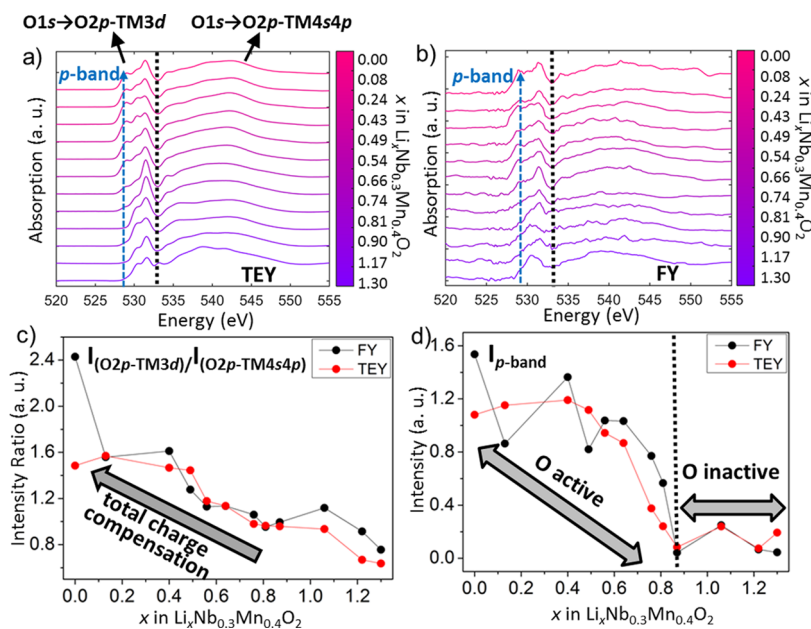 O1s→O2p-TM3d O1s→O2p-TM4s4p
a)
p-band
TEY
Absorption (a. u.)
520 525 530 535 540 545 550 555
Energy (eV)
0.00
0.08
0.24
0.43
0.49
0.54
0.66
0.81
0.90
1.17
1.30
x in LiₓNb₀.₃Mn₀.₄O₂
b)
p-band
FY
Absorption (a. u.)
520 525 530 535 540 545 550 555
Energy (eV)
0.00
0.08
0.24
0.43
0.49
0.54
0.66
0.81
0.90
1.17
1.30
x in LiₓNb₀.₃Mn₀.₄O₂
c)
I(O2p-TM3d)/I(O2p-TM4s4p)
FY
TEY
total charge
compensation
Intensity Ratio (a. u.)
2.4
2.0
1.6
1.2
0.8
0.0 0.2 0.4 0.6 0.8 1.0 1.2
x in LiₓNb₀.₃Mn₀.₄O₂
d)
Ip-band
FY
TEY
O active
O inactive
Intensity (a. u.)
1.6
1.2
0.8
0.4
0.0
0.0 0.2 0.4 0.6 0.8 1.0 1.2
x in LiₓNb₀.₃Mn₀.₄O₂